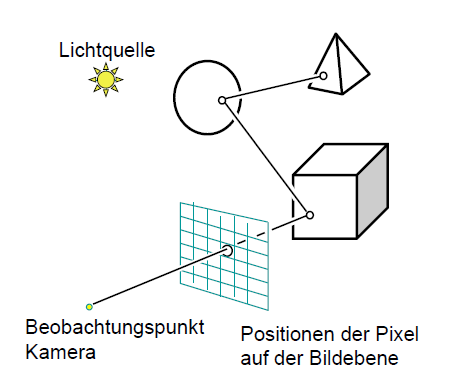 Lichtquelle
Beobachtungspunkt
Kamera
Positionen der Pixel
auf der Bildebene